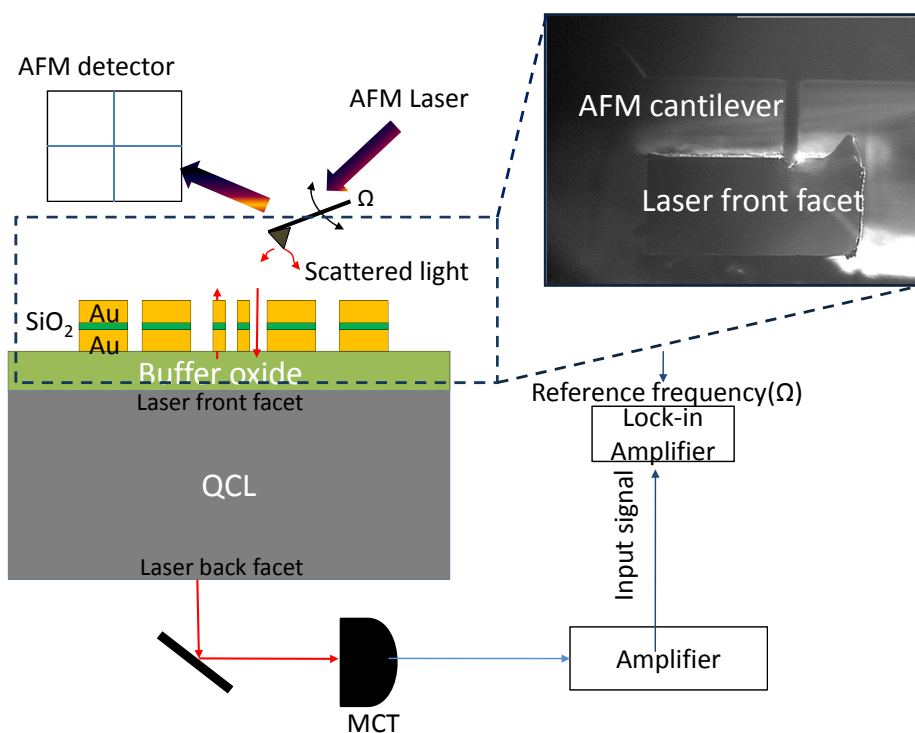 AFM detector
AFM Laser
Ω
AFM cantilever
Laser front facet
Scattered light
SiO₂
Au
Au
Buffer oxide
Laser front facet
Reference frequency(Ω)
Lock-in
Amplifier
QCL
Input signal
Laser back facet
Amplifier
MCT